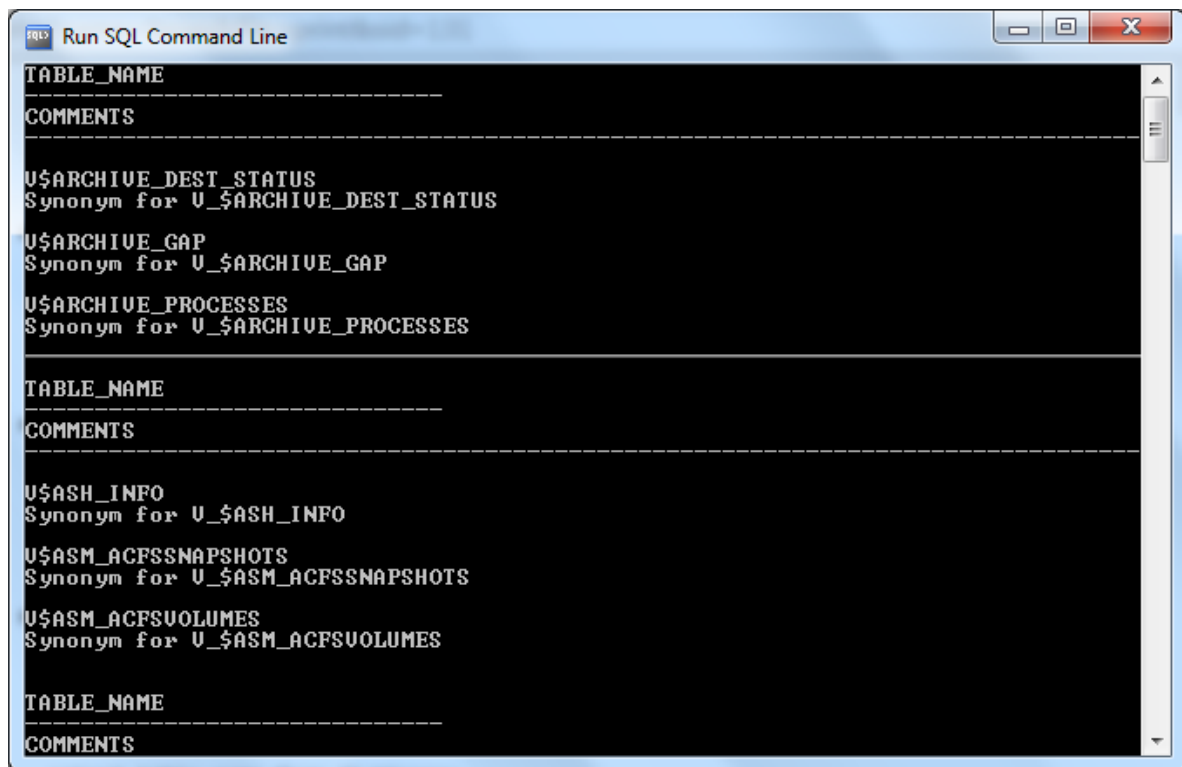 Run SQL Command Line
TABLE_NAME
------------------------------
COMMENTS
--------------------------------------------------------------------------------
V$ARCHIVE_DEST_STATUS
Synonym for V_$ARCHIVE_DEST_STATUS
V$ARCHIVE_GAP
Synonym for V_$ARCHIVE_GAP
V$ARCHIVE_PROCESSES
Synonym for V_$ARCHIVE_PROCESSES
TABLE_NAME
------------------------------
COMMENTS
--------------------------------------------------------------------------------
V$ASH_INFO
Synonym for V_$ASH_INFO
V$ASM_ACFSSNAPSHOTS
Synonym for V_$ASM_ACFSSNAPSHOTS
V$ASM_ACFSVOLUMES
Synonym for V_$ASM_ACFSVOLUMES
TABLE_NAME
------------------------------
COMMENTS